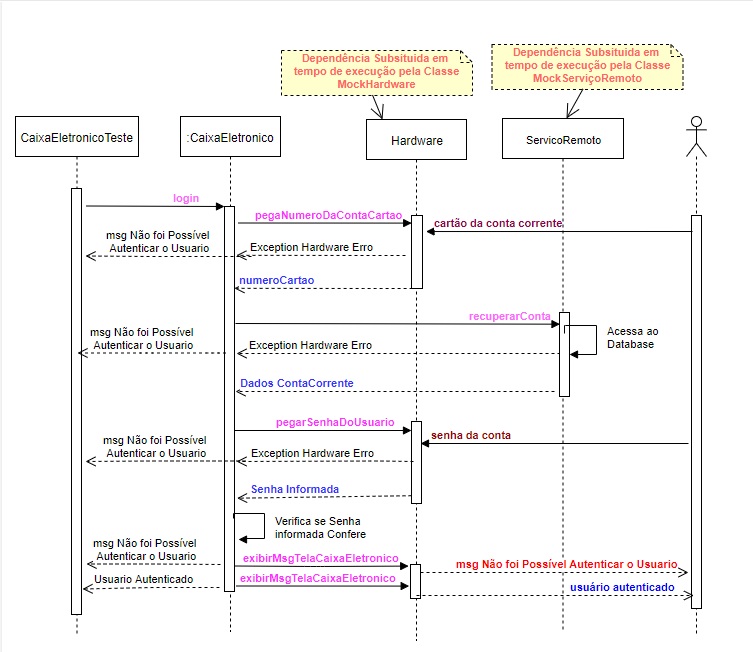 Dependência Subsituida em
tempo de execução pela Classe
MockHardware
Dependência Subsituida em
tempo de execução pela Classe
MockServiçoRemoto
CaixaEletronicoTeste
:CaixaEletronico
Hardware
ServicoRemoto
login
pegaNumeroDaContaCartao
cartão da conta corrente
msg Não foi Possível
Autenticar o Usuario
Exception Hardware Erro
numeroCartao
recuperarConta
msg Não foi Possível
Autenticar o Usuario
Exception Hardware Erro
Acessa ao
Database
Dados ContaCorrente
pegarSenhaDoUsuario
senha da conta
msg Não foi Possível
Autenticar o Usuario
Exception Hardware Erro
Senha Informada
Verifica se Senha
informada Confere
msg Não foi Possível
Autenticar o Usuario
exibirMsgTelaCaixaEletronico
msg Não foi Possível Autenticar o Usuario
Usuario Autenticado
exibirMsgTelaCaixaEletronico
usuário autenticado